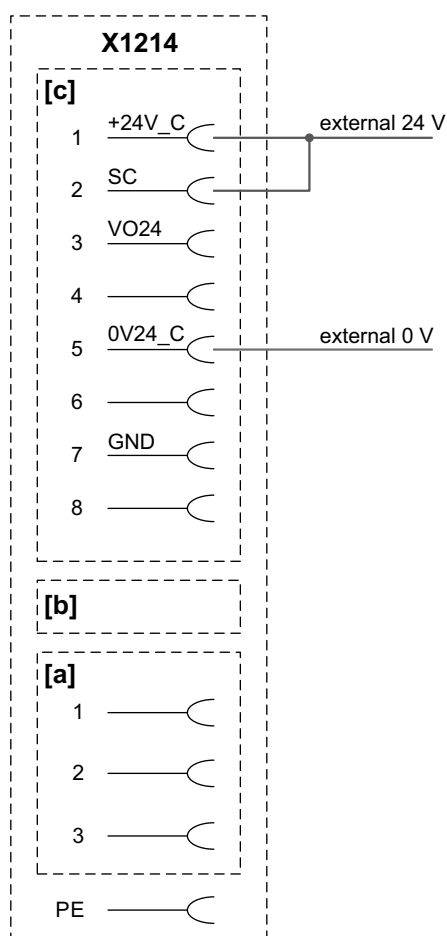 X1214
[c]
1 +24V_C external 24 V
2 SC
3 VO24
4
5 0V24_C external 0 V
6
7 GND
8
[b]
[a]
1
2
3
PE